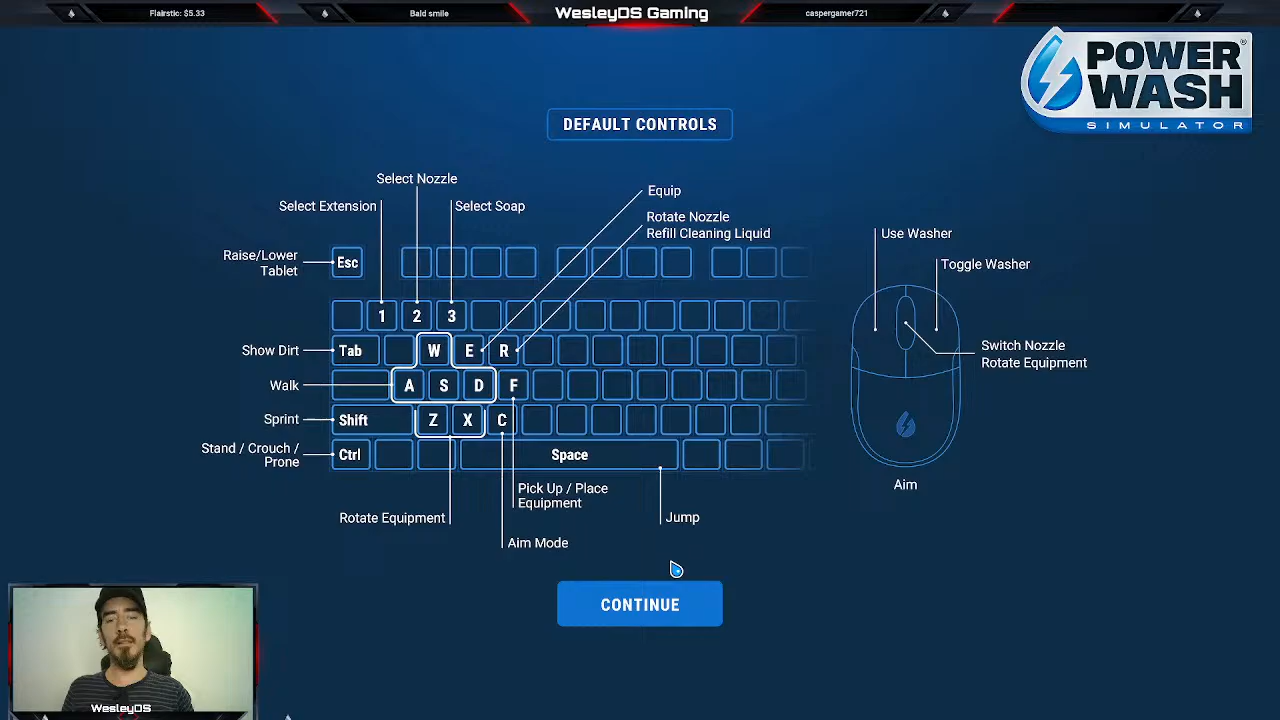 Flairstic: $5.33
Bald smile
WesleyDS Gaming
caspergamer721
POWER
WASH®
SIMULATOR
DEFAULT CONTROLS
Select Nozzle
Select Extension
Select Soap
Equip
Rotate Nozzle
Refill Cleaning Liquid
Raise/Lower
Tablet
Esc
1 2 3
Show Dirt
Tab W E R
Walk
A S D F
Sprint
Shift Z X C
Stand / Crouch /
Prone
Ctrl Space
Pick Up / Place
Equipment
Rotate Equipment
Jump
Aim Mode
Use Washer
Toggle Washer
Switch Nozzle
Rotate Equipment
Aim
CONTINUE
WesleyDS